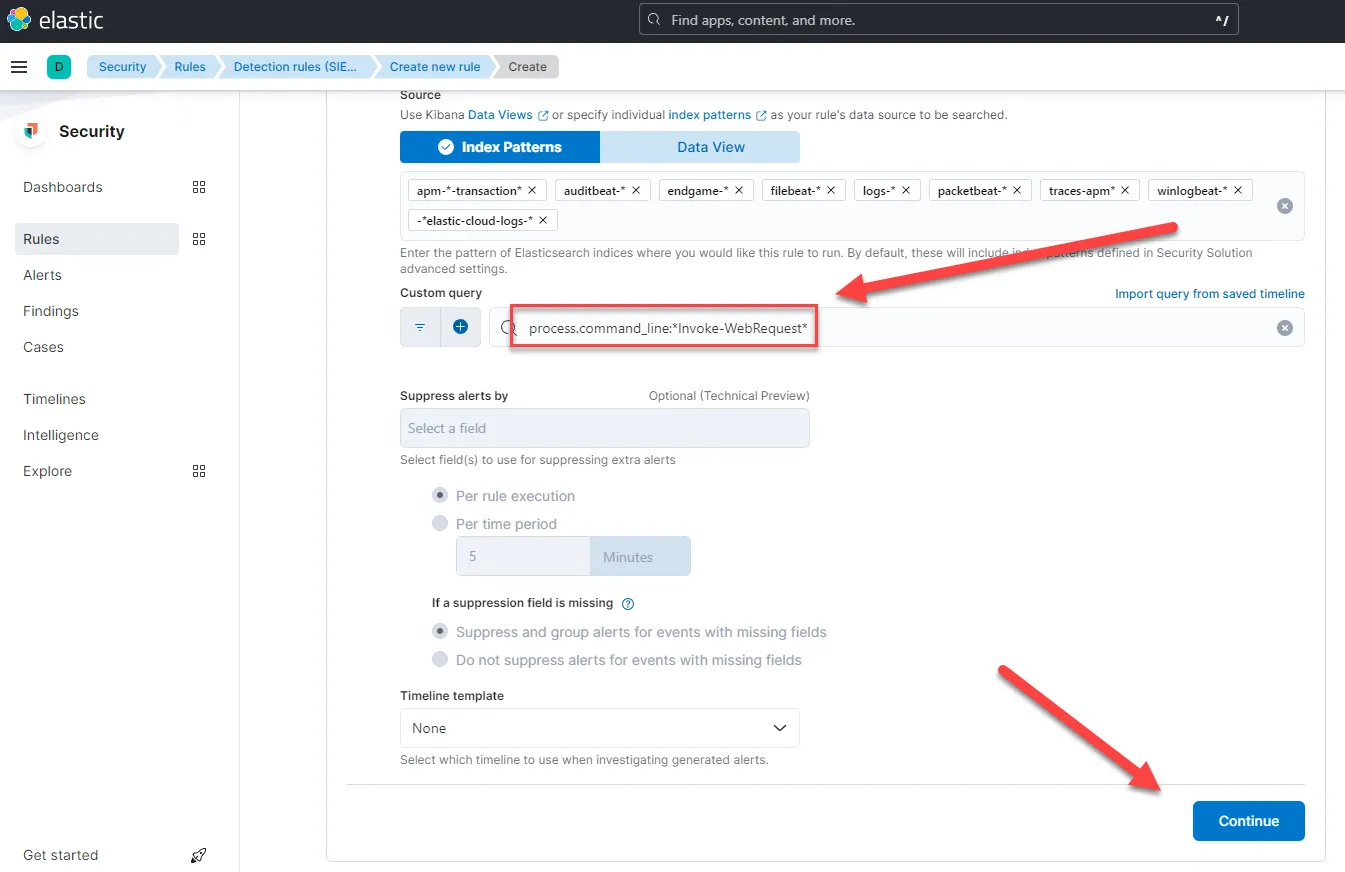 elastic
Find apps, content, and more.
^/
D
Security
Rules
Detection rules (SIE...
Create new rule
Create
Security
Dashboards
Rules
Alerts
Findings
Cases
Timelines
Intelligence
Explore
Get started
Source
Use Kibana Data Views or specify individual index patterns as your rule's data source to be searched.
Index Patterns
Data View
apm-*-transaction* × auditbeat-* × endgame-* × filebeat-* × logs-* × packetbeat-* × traces-apm* × winlogbeat-* ×
-*elastic-cloud-logs-* ×
Enter the pattern of Elasticsearch indices where you would like this rule to run. By default, these will include index patterns defined in Security Solution
advanced settings.
Custom query
Import query from saved timeline
process.command_line:*Invoke-WebRequest*
Suppress alerts by
Optional (Technical Preview)
Select a field
Select field(s) to use for suppressing extra alerts
Per rule execution
Per time period
5
Minutes
If a suppression field is missing
Suppress and group alerts for events with missing fields
Do not suppress alerts for events with missing fields
Timeline template
None
Select which timeline to use when investigating generated alerts.
Continue